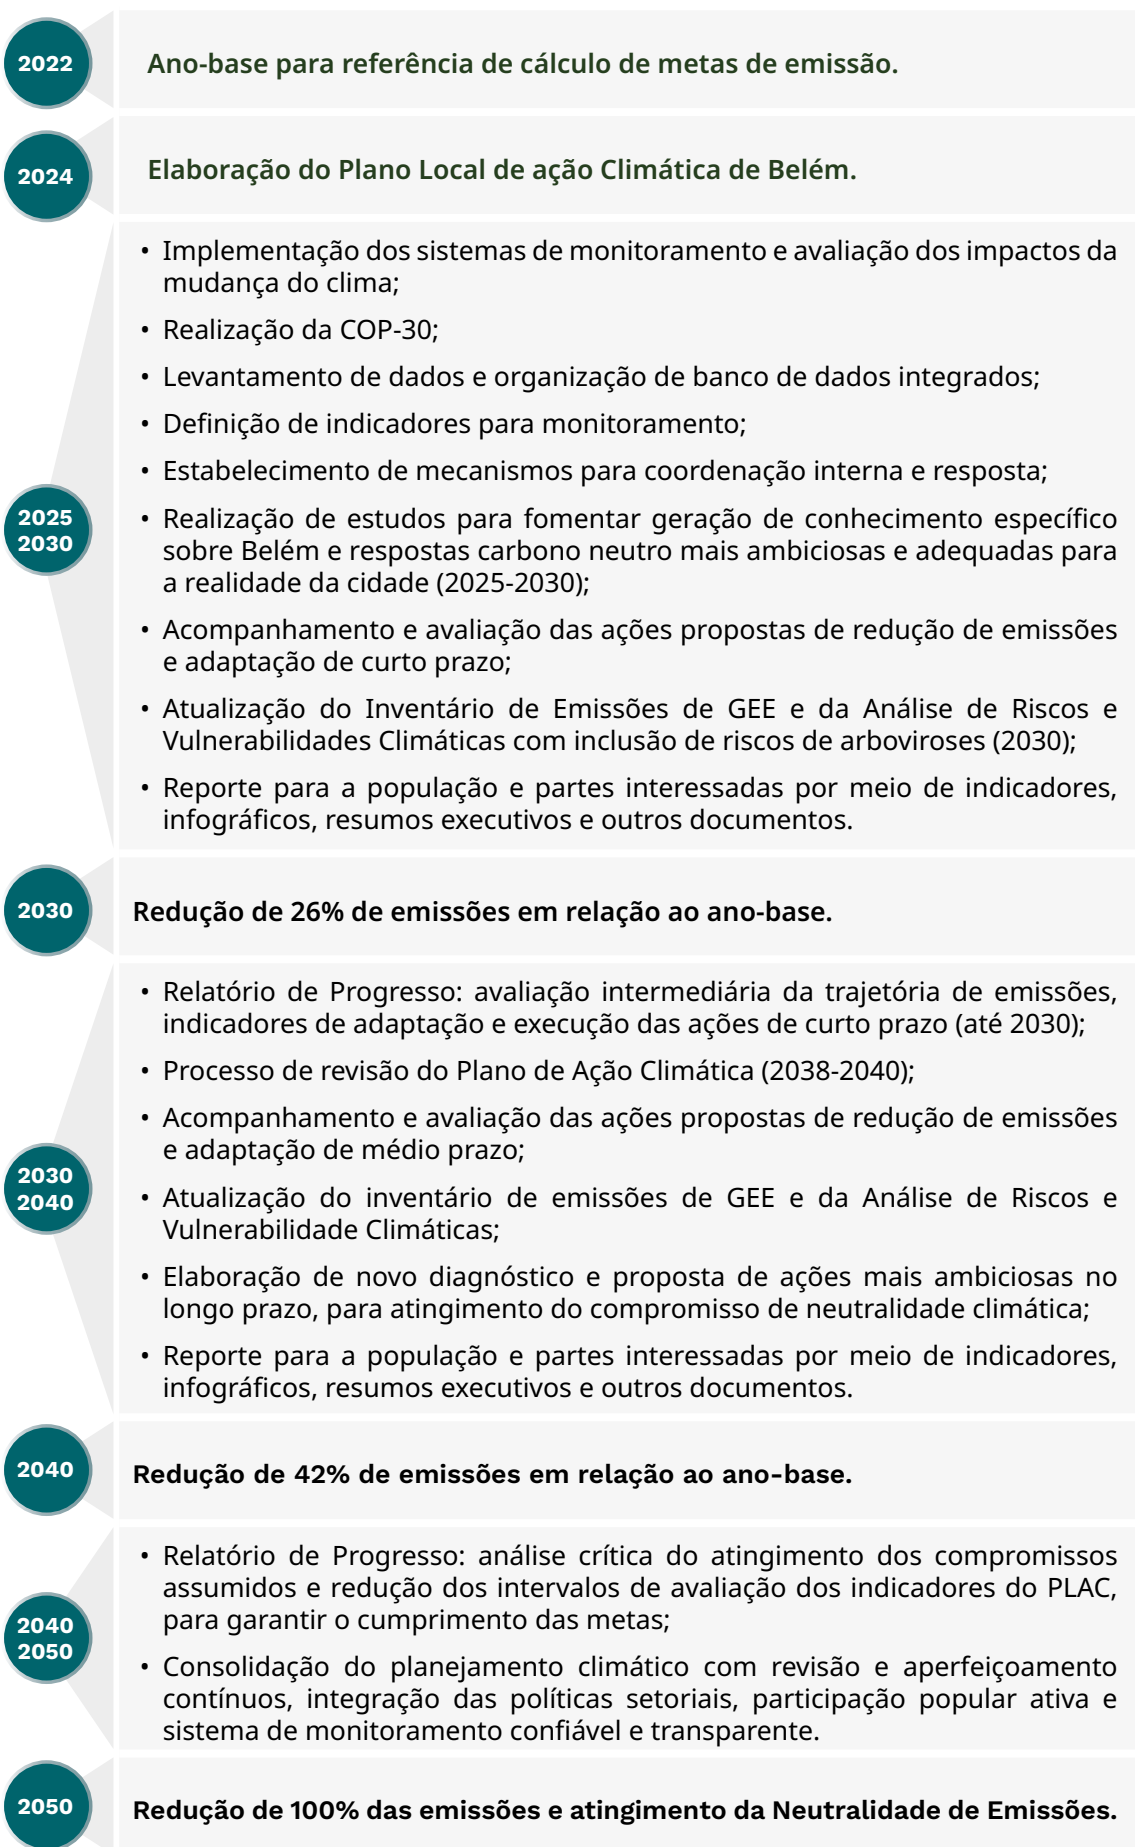 2022
Ano-base para referência de cálculo de metas de emissão.
2024
Elaboração do Plano Local de ação Climática de Belém.
2025
2030
• Implementação dos sistemas de monitoramento e avaliação dos impactos da
mudança do clima;
• Realização da COP-30;
• Levantamento de dados e organização de banco de dados integrados;
• Definição de indicadores para monitoramento;
• Estabelecimento de mecanismos para coordenação interna e resposta;
• Realização de estudos para fomentar geração de conhecimento específico
sobre Belém e respostas carbono neutro mais ambiciosas e adequadas para
a realidade da cidade (2025-2030);
• Acompanhamento e avaliação das ações propostas de redução de emissões
e adaptação de curto prazo;
• Atualização do Inventário de Emissões de GEE e da Análise de Riscos e
Vulnerabilidades Climáticas com inclusão de riscos de arboviroses (2030);
• Reporte para a população e partes interessadas por meio de indicadores,
infográficos, resumos executivos e outros documentos.
2030
Redução de 26% de emissões em relação ao ano-base.
2030
2040
• Relatório de Progresso: avaliação intermediária da trajetória de emissões,
indicadores de adaptação e execução das ações de curto prazo (até 2030);
• Processo de revisão do Plano de Ação Climática (2038-2040);
• Acompanhamento e avaliação das ações propostas de redução de emissões
e adaptação de médio prazo;
• Atualização do inventário de emissões de GEE e da Análise de Riscos e
Vulnerabilidade Climáticas;
• Elaboração de novo diagnóstico e proposta de ações mais ambiciosas no
longo prazo, para atingimento do compromisso de neutralidade climática;
• Reporte para a população e partes interessadas por meio de indicadores,
infográficos, resumos executivos e outros documentos.
2040
Redução de 42% de emissões em relação ao ano-base.
2040
2050
• Relatório de Progresso: análise crítica do atingimento dos compromissos
assumidos e redução dos intervalos de avaliação dos indicadores do PLAC,
para garantir o cumprimento das metas;
• Consolidação do planejamento climático com revisão e aperfeiçoamento
contínuos, integração das políticas setoriais, participação popular ativa e
sistema de monitoramento confiável e transparente.
2050
Redução de 100% das emissões e atingimento da Neutralidade de Emissões.